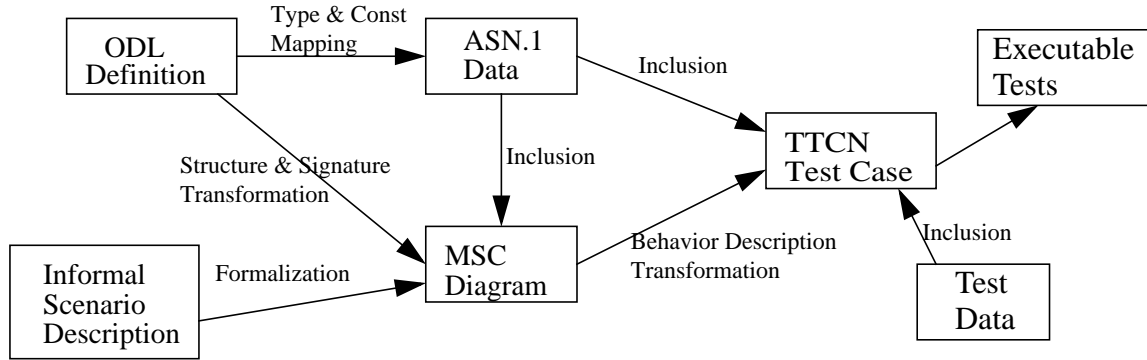 Type & Const
Mapping
ODL
Definition
ASN.1
Data
Executable
Tests
Inclusion
TTCN
Test Case
Structure & Signature
Transformation
Inclusion
MSC
Diagram
Behavior Description
Transformation
Inclusion
Informal
Scenario
Description
Formalization
Test
Data